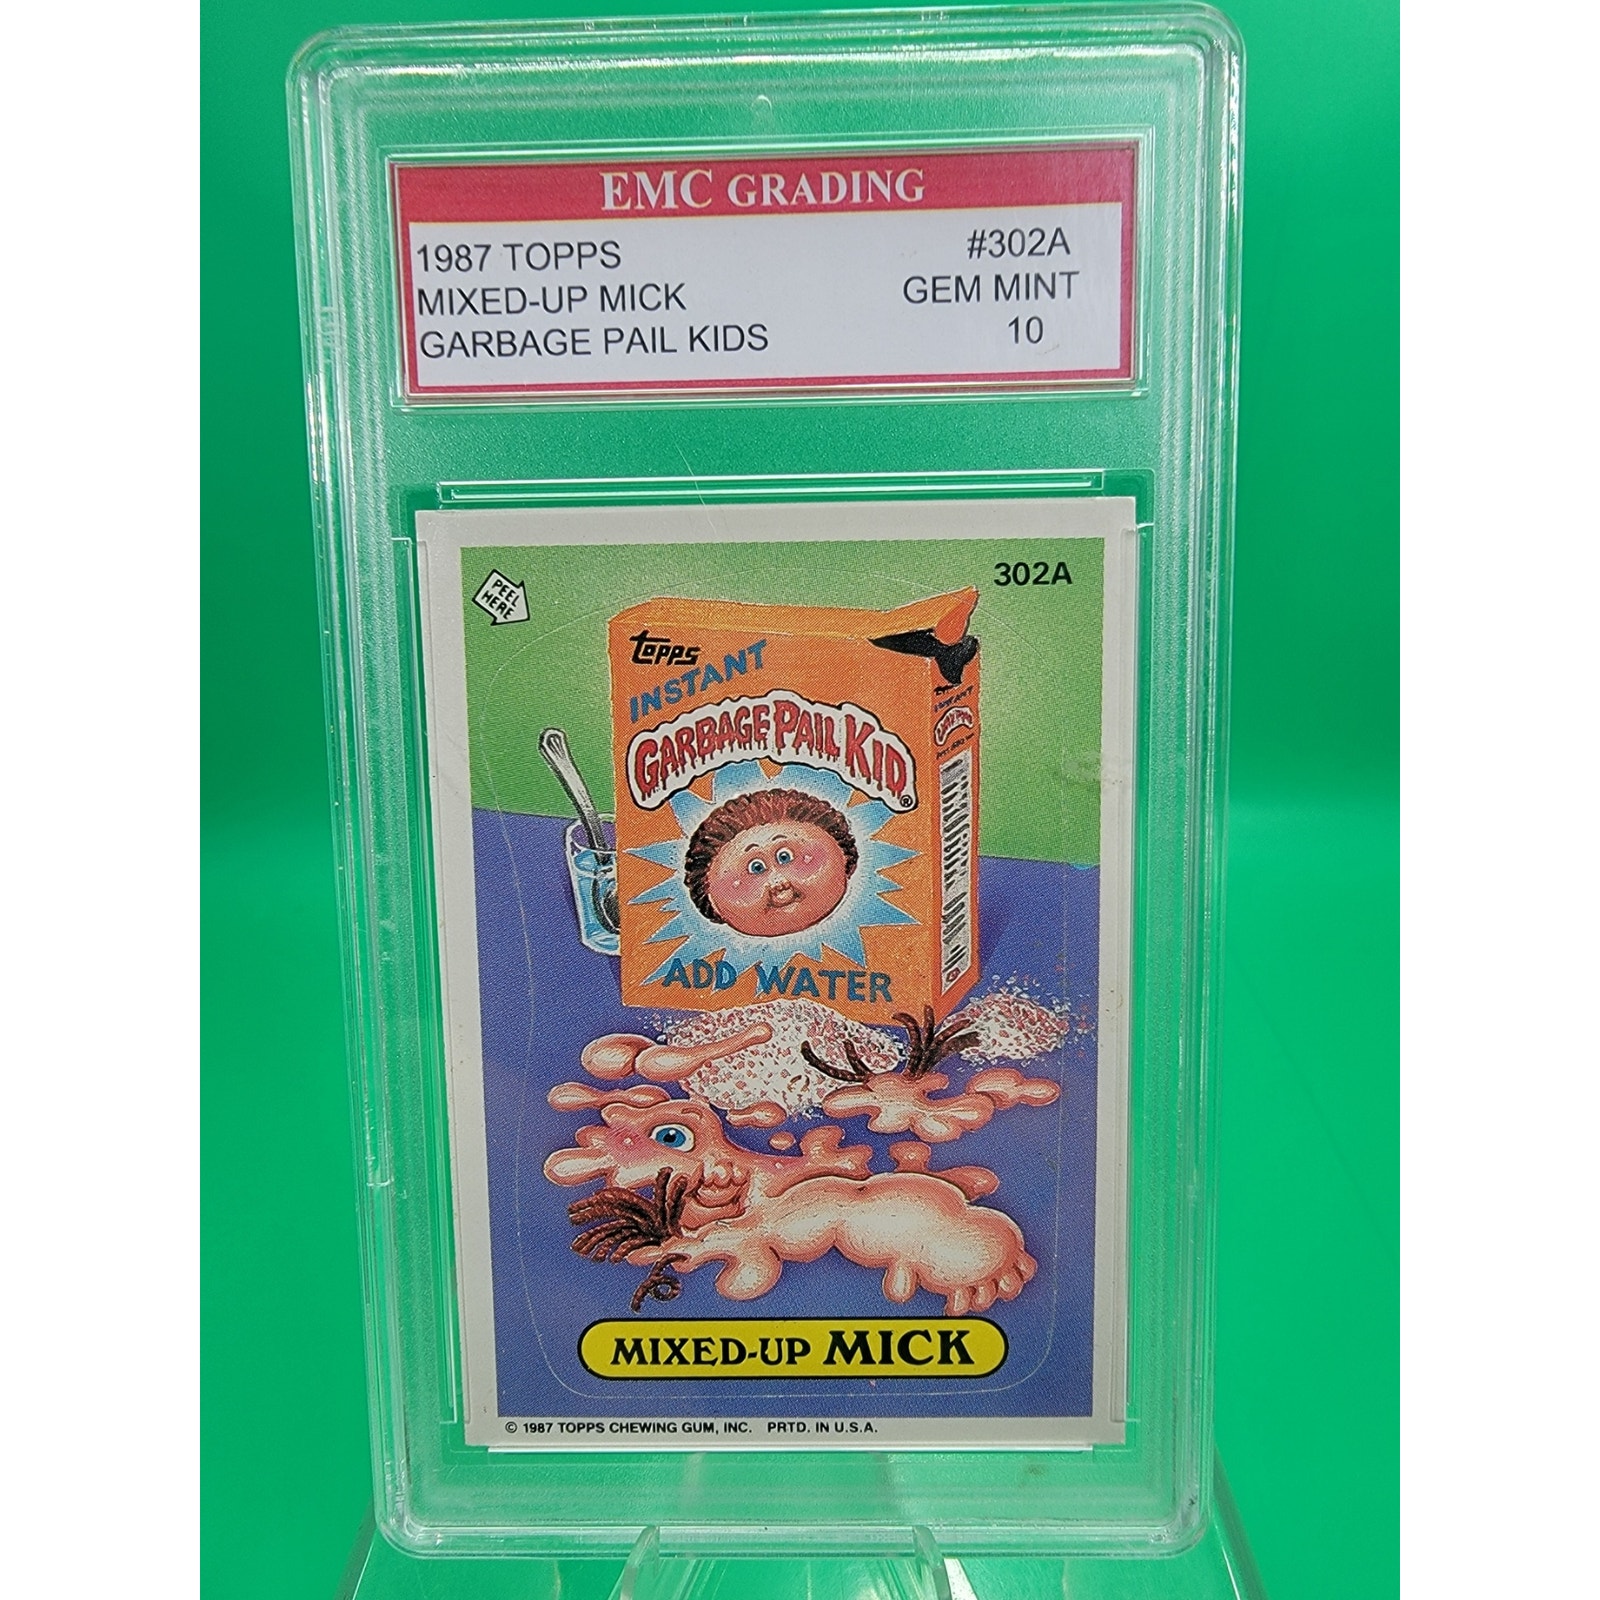 EMC GRADING
1987 TOPPS #302A
MIXED-UP MICK GEM MINT
GARBAGE PAIL KIDS 10
PEEL HERE
302A
TOPPS
INSTANT
GARBAGE PAIL KID®
ADD WATER
MIXED-UP MICK
© 1987 TOPPS CHEWING GUM, INC. PRTD. IN U.S.A.